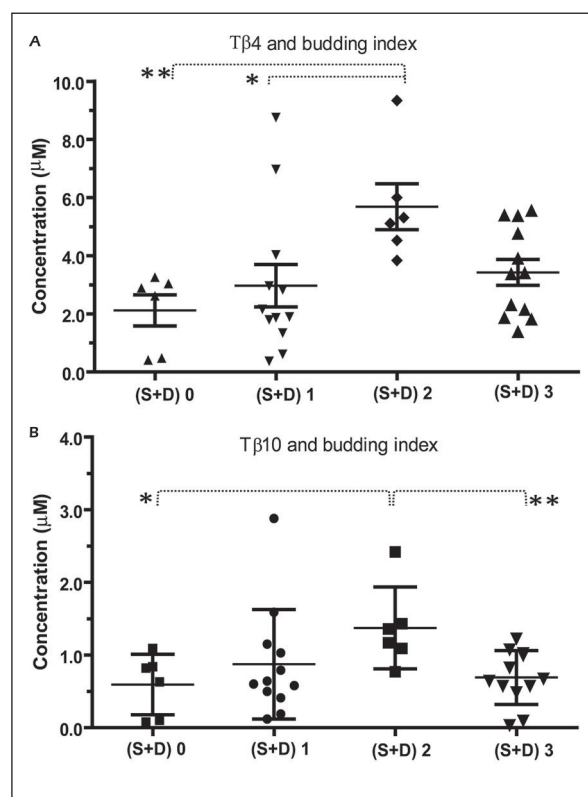 A
Tβ4 and budding index
** *
10.0
8.0
6.0
4.0
2.0
0.0
Concentration (μM)
(S+D) 0 (S+D) 1 (S+D) 2 (S+D) 3
B
Tβ10 and budding index
* **
4.0
3.0
2.0
1.0
0.0
Concentration (μM)
(S+D) 0 (S+D) 1 (S+D) 2 (S+D) 3